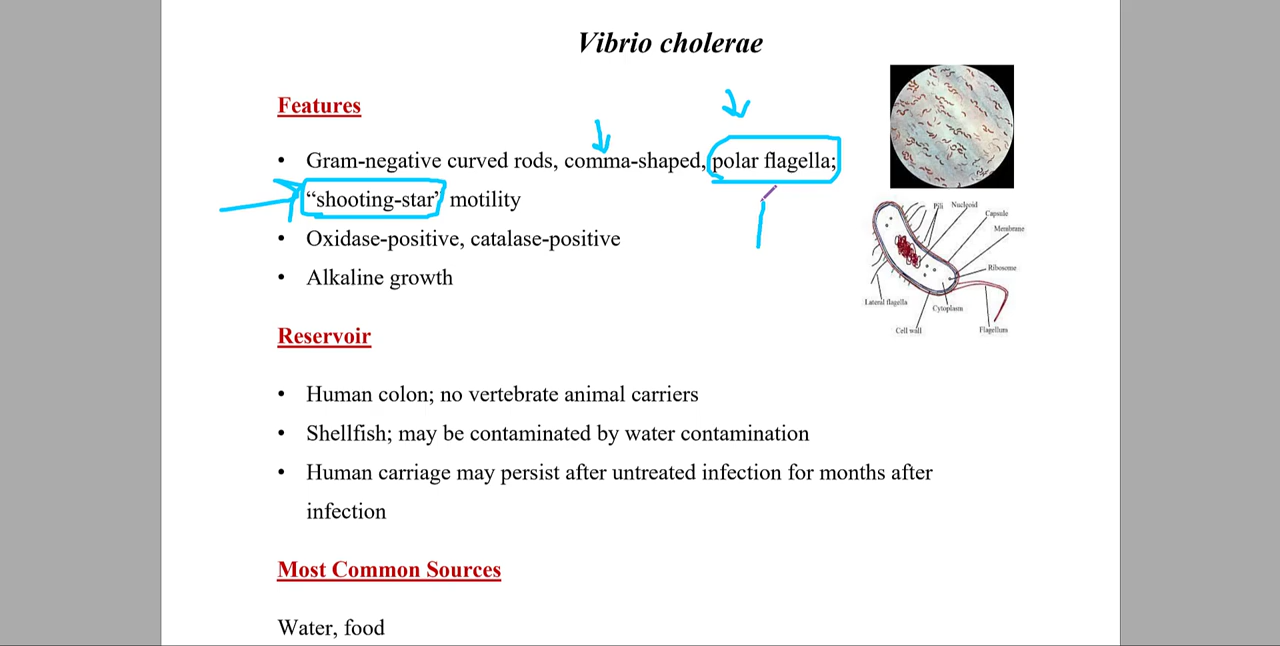 Vibrio cholerae
Features
• Gram-negative curved rods, comma-shaped, polar flagella;
“shooting-star” motility
• Oxidase-positive, catalase-positive
• Alkaline growth
Pili
Nucleoid
Capsule
Membrane
Ribosome
Lateral flagella
Cytoplasm
Cell wall
Flagellum
Reservoir
• Human colon; no vertebrate animal carriers
• Shellfish; may be contaminated by water contamination
• Human carriage may persist after untreated infection for months after
infection
Most Common Sources
Water, food